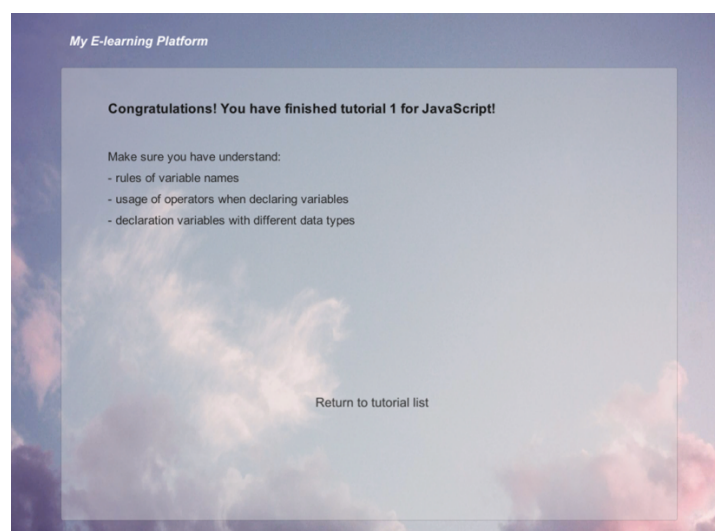 My E-learning Platform
Congratulations! You have finished tutorial 1 for JavaScript!
Make sure you have understand:
- rules of variable names
- usage of operators when declaring variables
- declaration variables with different data types
Return to tutorial list